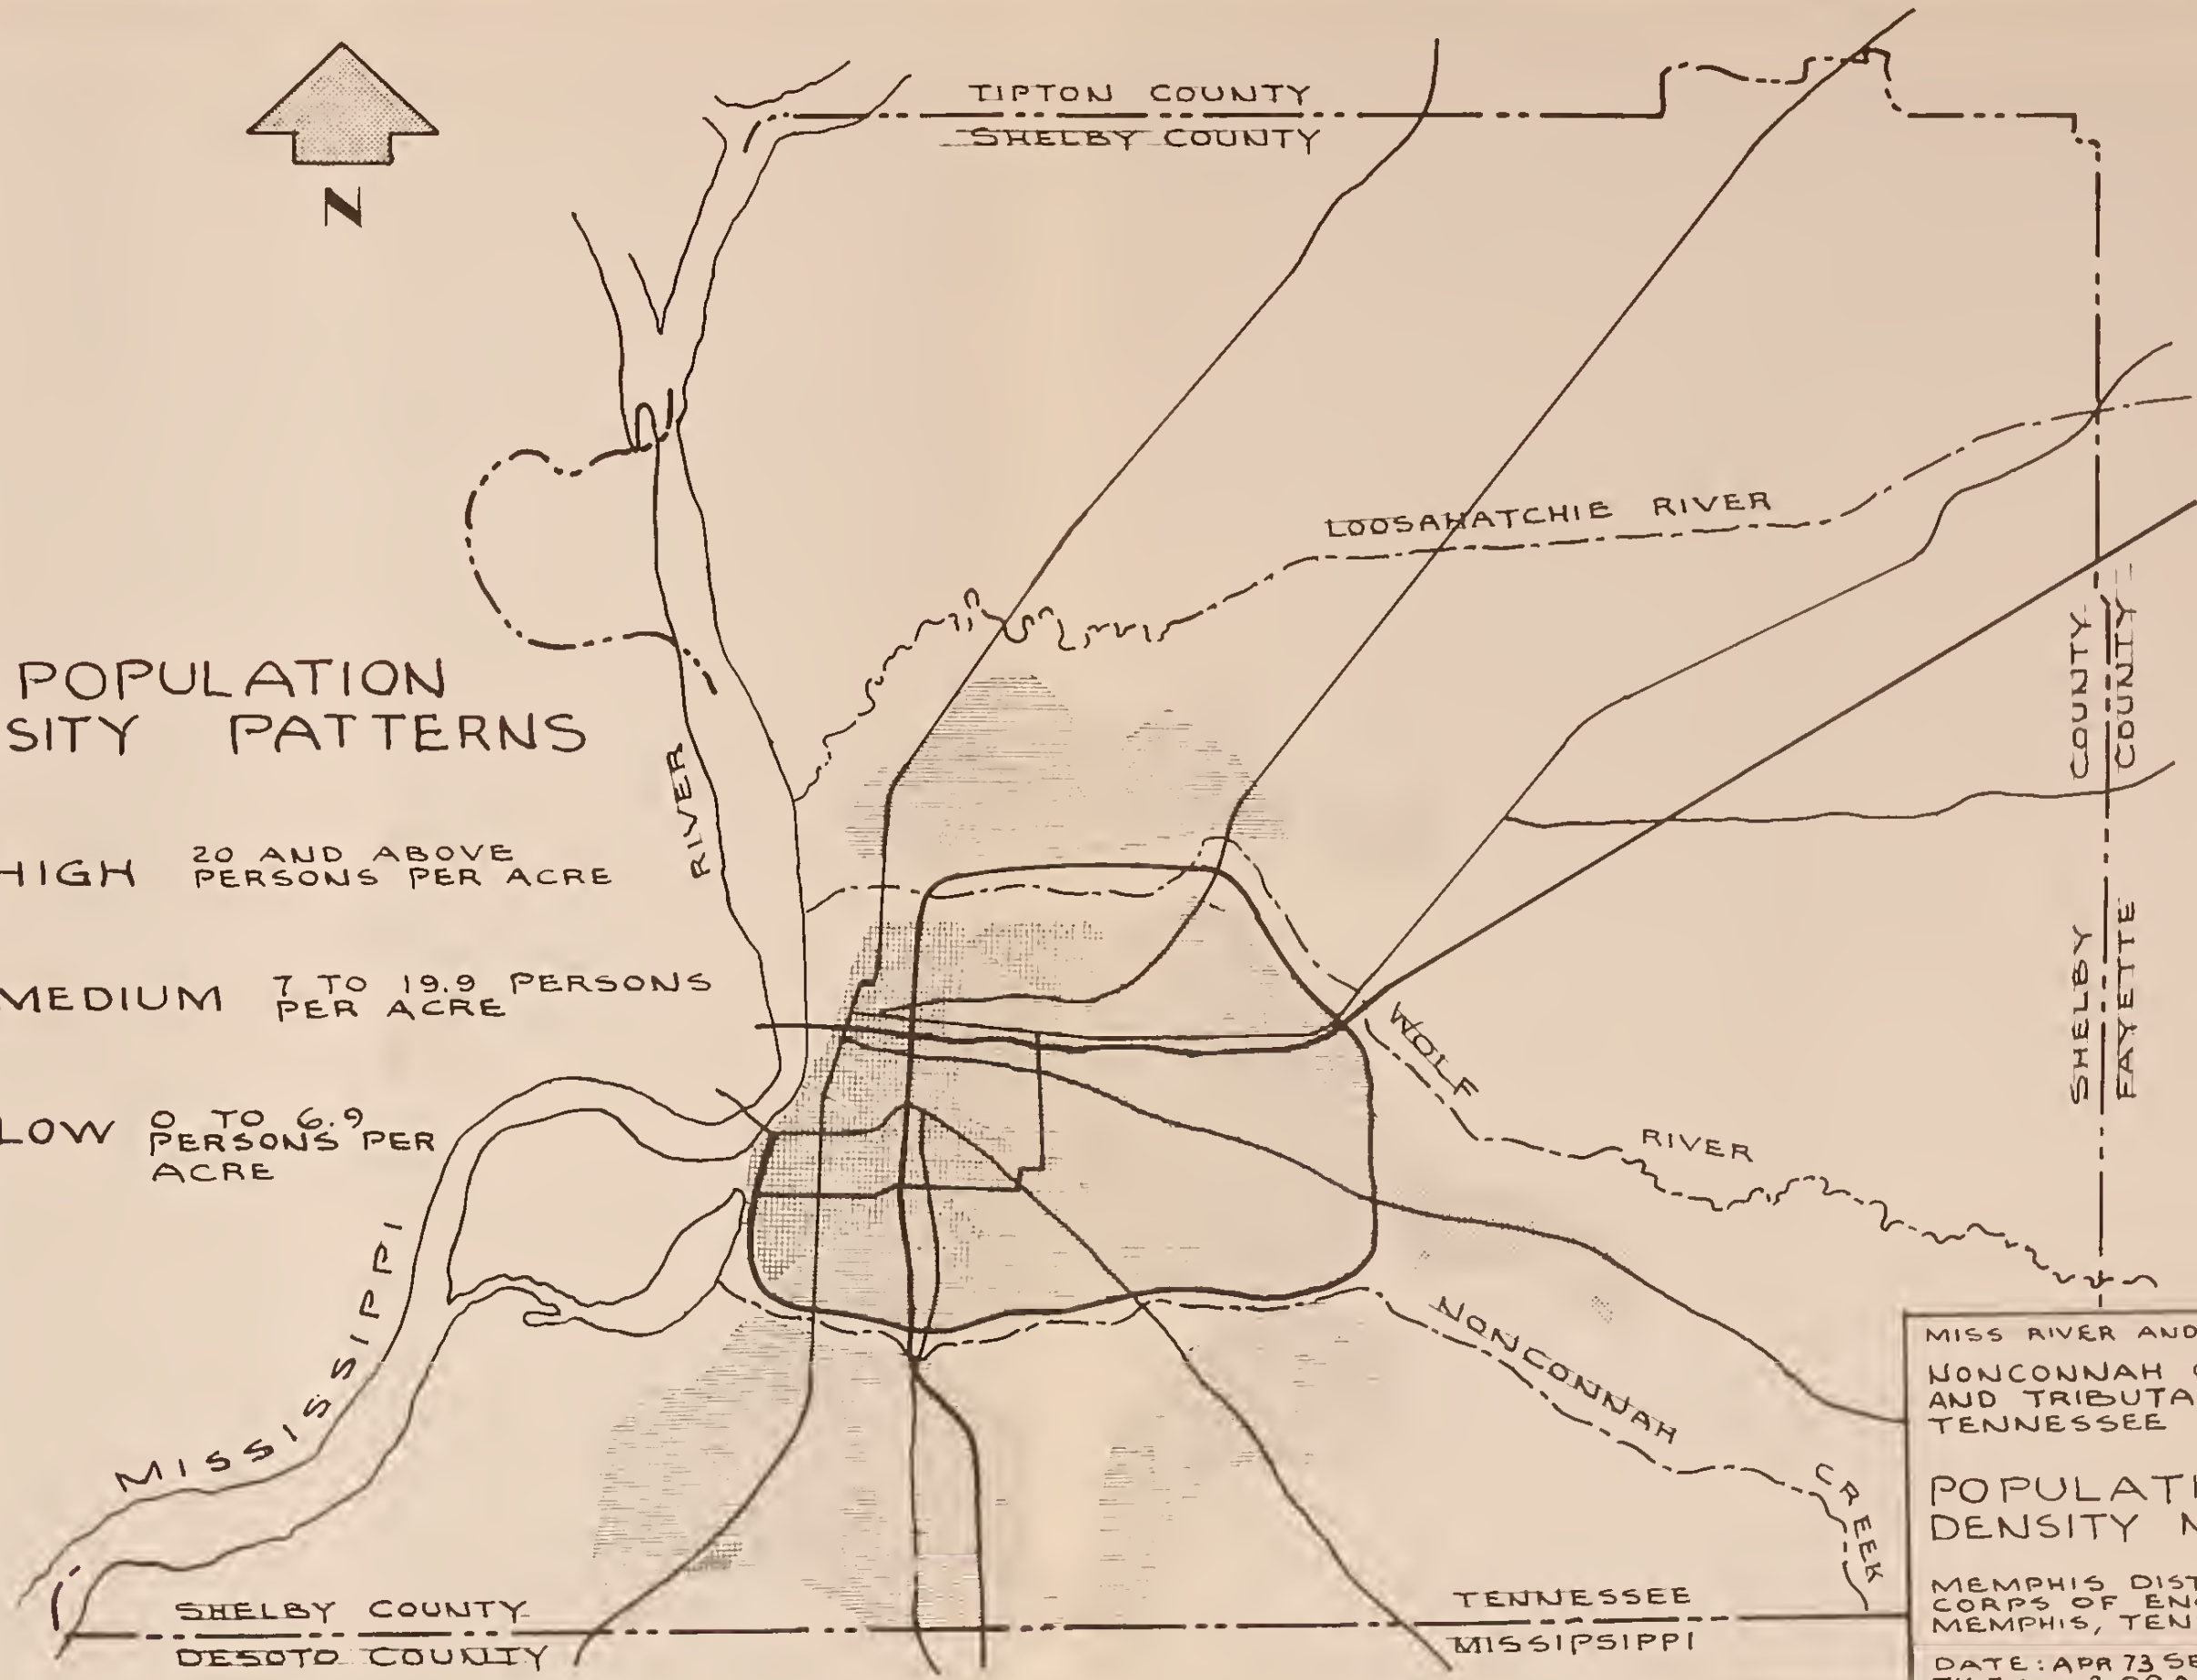 TIPTON COUNTY
SHELBY COUNTY
N
LOOSAHATCHIE RIVER
POPULATION
SITY PATTERNS
HIGH 20 AND ABOVE
PERSONS PER ACRE
MEDIUM 7 TO 19.9 PERSONS
PER ACRE
LOW 0 TO 6.9
PERSONS PER
ACRE
MISSISSIPPI
RIVER
WOLF
RIVER
NONCONNAH
CREEK
SHELBY COUNTY
FAYETTE COUNTY
SHELBY COUNTY
DESOTO COUNTY
TENNESSEE
MISSIPSIPPI
MISS RIVER AND
NONCONNAH
AND TRIBUTA
TENNESSEE
POPULATI
DENSITY
MEMPHIS DIST
CORPS OF ENG
MEMPHIS, TEN
DATE: APR 73 SE